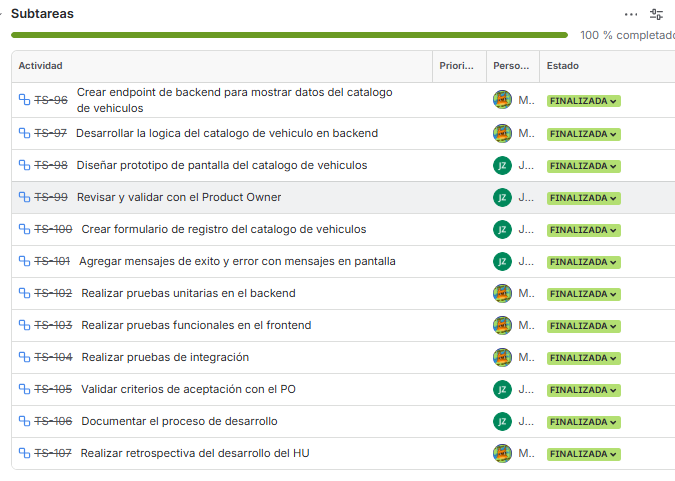 Subtareas
100 % completado
Actividad Priori... Perso... Estado
TS-96 Crear endpoint de backend para mostrar datos del catalogo
de vehiculos M.. FINALIZADA
TS-97 Desarrollar la logica del catalogo de vehiculo en backend M.. FINALIZADA
TS-98 Diseñar prototipo de pantalla del catalogo de vehiculos JZ J... FINALIZADA
TS-99 Revisar y validar con el Product Owner JZ J... FINALIZADA
TS-100 Crear formulario de registro del catalogo de vehiculos JZ J... FINALIZADA
TS-101 Agregar mensajes de exito y error con mensajes en pantalla JZ J... FINALIZADA
TS-102 Realizar pruebas unitarias en el backend M.. FINALIZADA
TS-103 Realizar pruebas funcionales en el frontend M.. FINALIZADA
TS-104 Realizar pruebas de integración M.. FINALIZADA
TS-105 Validar criterios de aceptación con el PO JZ J... FINALIZADA
TS-106 Documentar el proceso de desarrollo JZ J... FINALIZADA
TS-107 Realizar retrospectiva del desarrollo del HU M.. FINALIZADA